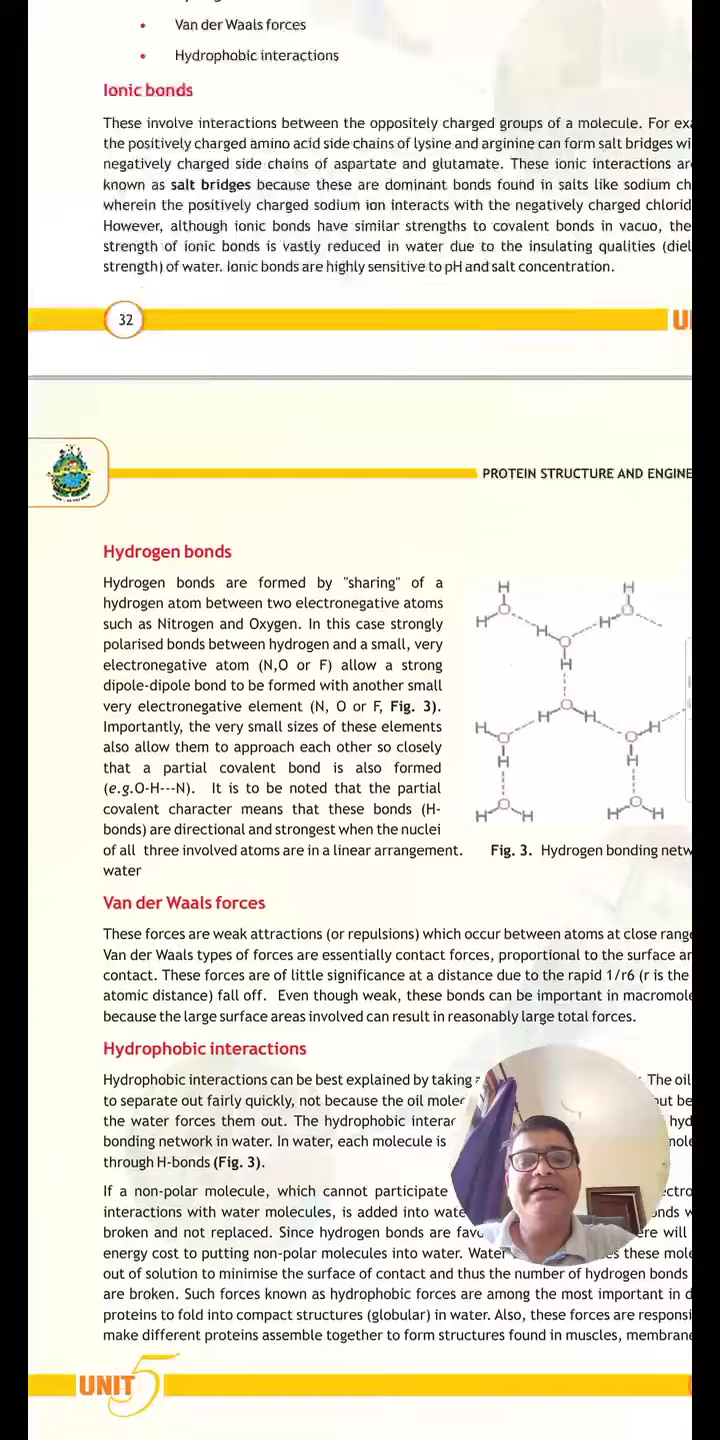 • Van der Waals forces
• Hydrophobic interactions
Ionic bonds
These involve interactions between the oppositely charged groups of a molecule. For
the positively charged amino acid side chains of lysine and arginine can form salt bridges
negatively charged side chains of aspartate and glutamate. These ionic interactions
known as salt bridges because these are dominant bonds found in salts like sodium
wherein the positively charged sodium ion interacts with the negatively charged
However, although ionic bonds have similar strengths to covalent bonds in vacuo, the
strength of ionic bonds is vastly reduced in water due to the insulating qualities
strength) of water. Ionic bonds are highly sensitive to pH and salt concentration.
32
PROTEIN STRUCTURE AND
Hydrogen bonds
Hydrogen bonds are formed by "sharing" of a
hydrogen atom between two electronegative atoms
such as Nitrogen and Oxygen. In this case strongly
polarised bonds between hydrogen and a small, very
electronegative atom (N,O or F) allow a strong
dipole-dipole bond to be formed with another small
very electronegative element (N, O or F, Fig. 3).
Importantly, the very small sizes of these elements
also allow them to approach each other so closely
that a partial covalent bond is also formed
(e.g.O-H---N). It is to be noted that the partial
covalent character means that these bonds (H-
bonds) are directional and strongest when the nuclei
of all three involved atoms are in a linear arrangement.
water
Fig. 3. Hydrogen bonding
Van der Waals forces
These forces are weak attractions (or repulsions) which occur between atoms at close
Van der Waals types of forces are essentially contact forces, proportional to the surface
contact. These forces are of little significance at a distance due to the rapid 1/r6 (r is the
atomic distance) fall off. Even though weak, these bonds can be important in
because the large surface areas involved can result in reasonably large total forces.
Hydrophobic interactions
Hydrophobic interactions can be best explained by taking The oil
to separate out fairly quickly, not because the oil
the water forces them out. The hydrophobic
bonding network in water. In water, each molecule is
through H-bonds (Fig. 3).
If a non-polar molecule, which cannot participate
interactions with water molecules, is added into
broken and not replaced. Since hydrogen bonds are will
energy cost to putting non-polar molecules into water. Water these
out of solution to minimise the surface of contact and thus the number of hydrogen bonds
are broken. Such forces known as hydrophobic forces are among the most important in
proteins to fold into compact structures (globular) in water. Also, these forces are
make different proteins assemble together to form structures found in muscles,
UNIT 5